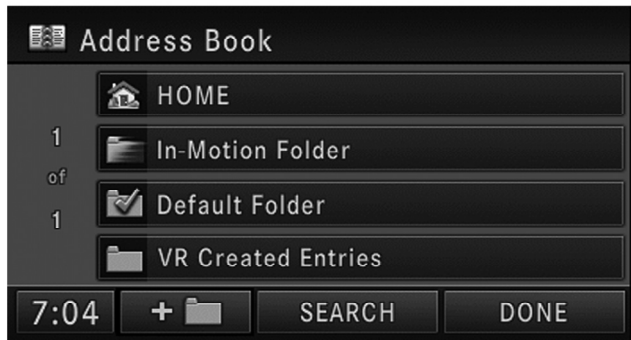 Address Book
HOME
In-Motion Folder
Default Folder
VR Created Entries
1
of
1
7:04
+
SEARCH
DONE